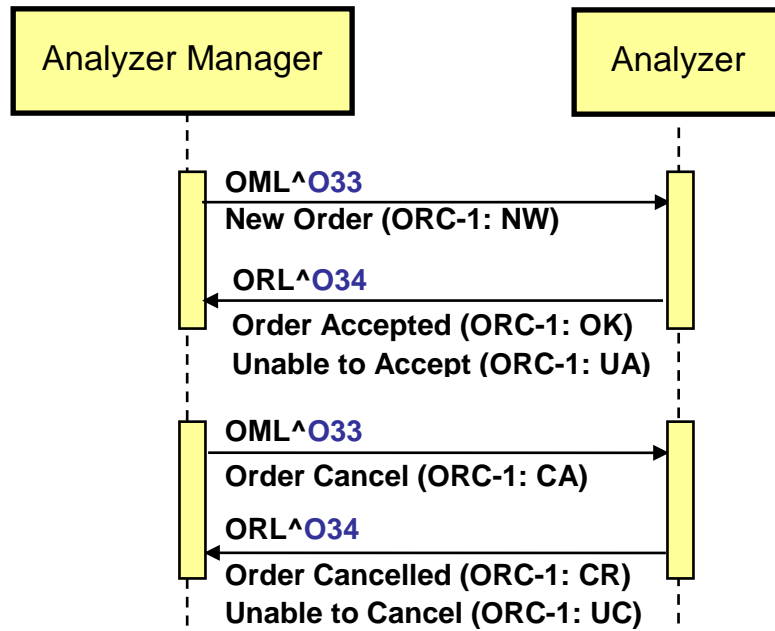 Analyzer Manager
Analyzer
OML^O33
New Order (ORC-1: NW)
ORL^O34
Order Accepted (ORC-1: OK)
Unable to Accept (ORC-1: UA)
OML^O33
Order Cancel (ORC-1: CA)
ORL^O34
Order Cancelled (ORC-1: CR)
Unable to Cancel (ORC-1: UC)